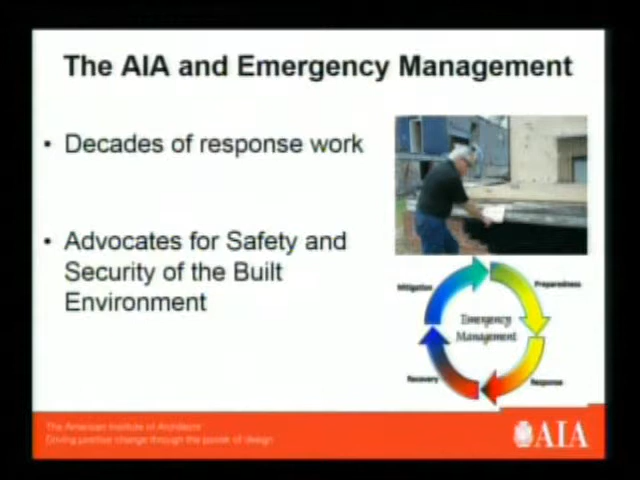 The AIA and Emergency Management
• Decades of response work
• Advocates for Safety and
Security of the Built
Environment
Mitigation
Preparedness
Emergency
Management
Recovery
Response
The American Institute of Architects
Driving positive change through the power of design
AIA